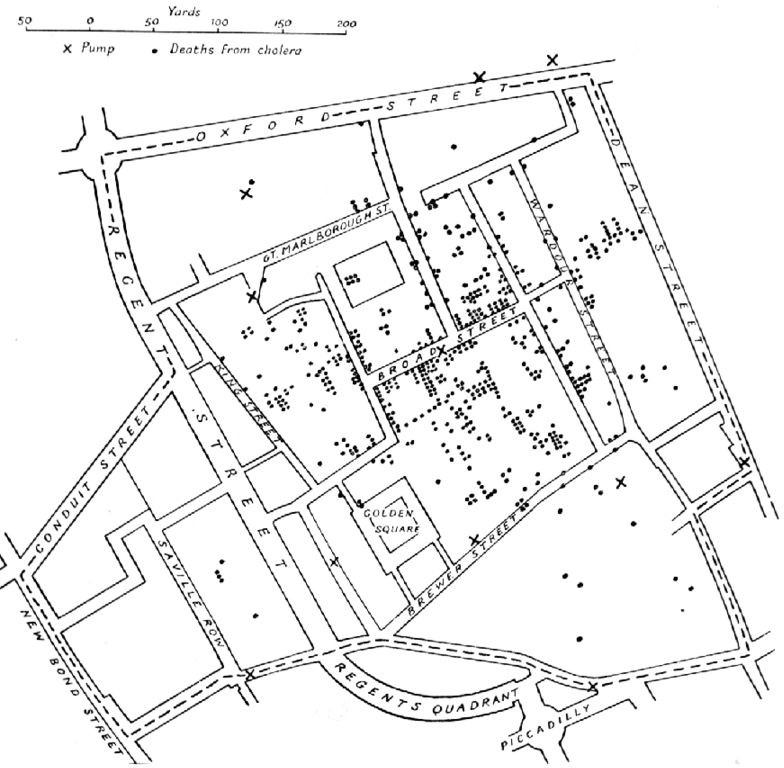 Yards
50 0 50 100 200
X Pump • Deaths from cholera
OXFORD STREET
DEAN STREET
WARDOUR STREET
GT. MARLBOROUGH ST.
REGENT STREET
BROAD STREET
KING STREET
CONDUIT STREET
GOLDEN
SQUARE
BREWER STREET
SAVILLE ROW
NEW BOND STREET
REGENTS QUADRANT
PICCADILLY